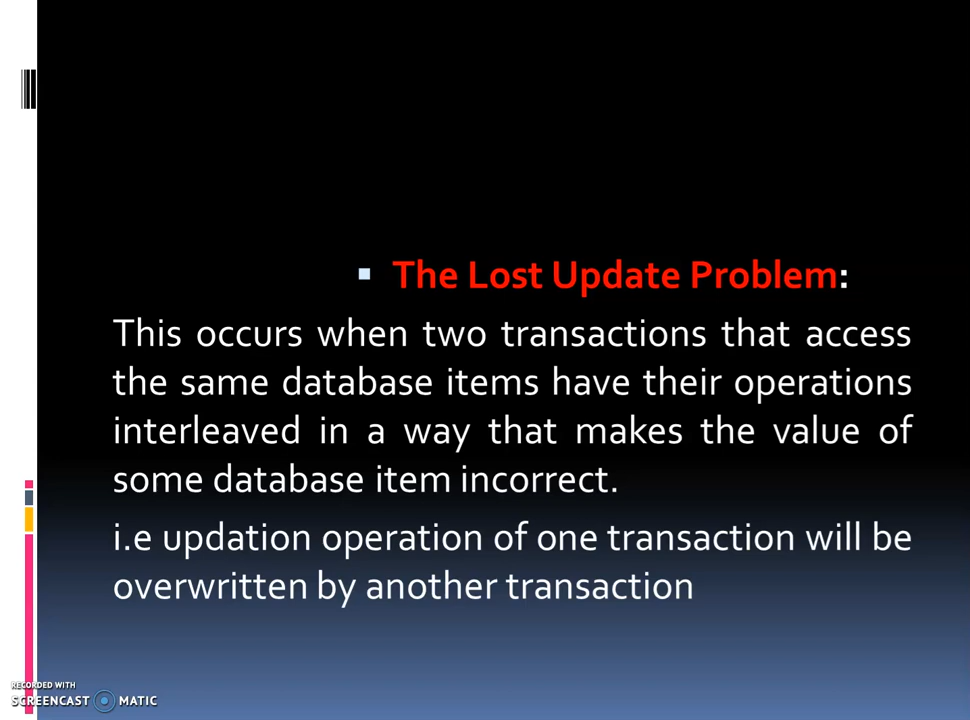 ▪ The Lost Update Problem:
This occurs when two transactions that access
the same database items have their operations
interleaved in a way that makes the value of
some database item incorrect.
i.e updation operation of one transaction will be
overwritten by another transaction
RECORDED WITH
SCREENCAST MATIC